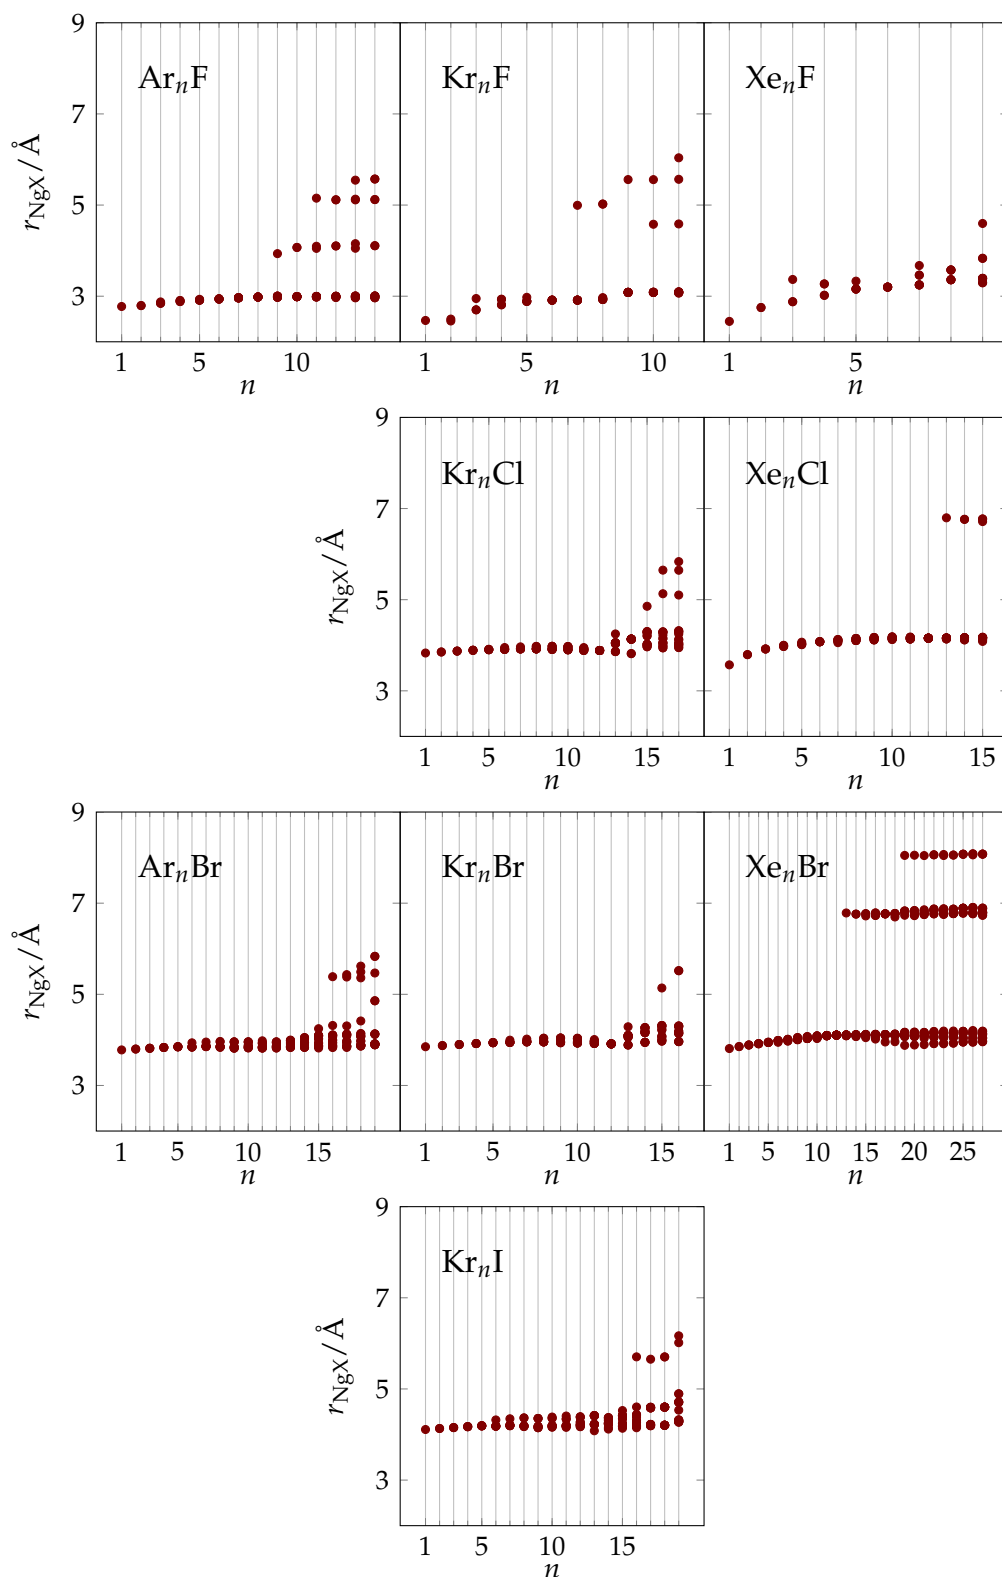 9
7
5
3
r_NgX/Å
Ar_nF
Kr_nF
Xe_nF
1 5 10
1 5 10
1 5
n n n
9
7
5
3
r_NgX/Å
Kr_nCl
Xe_nCl
1 5 10 15
1 5 10 15
n n
9
7
5
3
r_NgX/Å
Ar_nBr
Kr_nBr
Xe_nBr
1 5 10 15
1 5 10 15
1 5 10 15 20 25
n n n
9
7
5
3
r_NgX/Å
Kr_nI
1 5 10 15
n